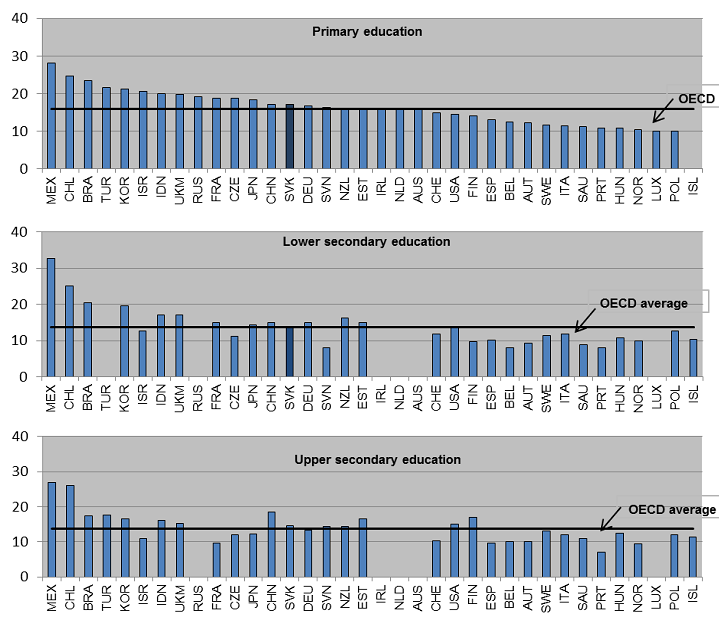 Primary education
40
30
20
10
0
OECD
MEX CHL BRA TUR KOR ISR IDN UKM RUS FRA CZE JPN CHN SVK DEU SVN NZL EST IRL NLD AUS CHE USA FIN ESP BEL AUT SWE ITA SAU PRT HUN NOR LUX POL ISL
Lower secondary education
40
30
20
10
0
OECD average
MEX CHL BRA TUR KOR ISR IDN UKM RUS FRA CZE JPN CHN SVK DEU SVN NZL EST IRL NLD AUS CHE USA FIN ESP BEL AUT SWE ITA SAU PRT HUN NOR LUX POL ISL
Upper secondary education
40
30
20
10
0
OECD average
MEX CHL BRA TUR KOR ISR IDN UKM RUS FRA CZE JPN CHN SVK DEU SVN NZL EST IRL NLD AUS CHE USA FIN ESP BEL AUT SWE ITA SAU PRT HUN NOR LUX POL ISL